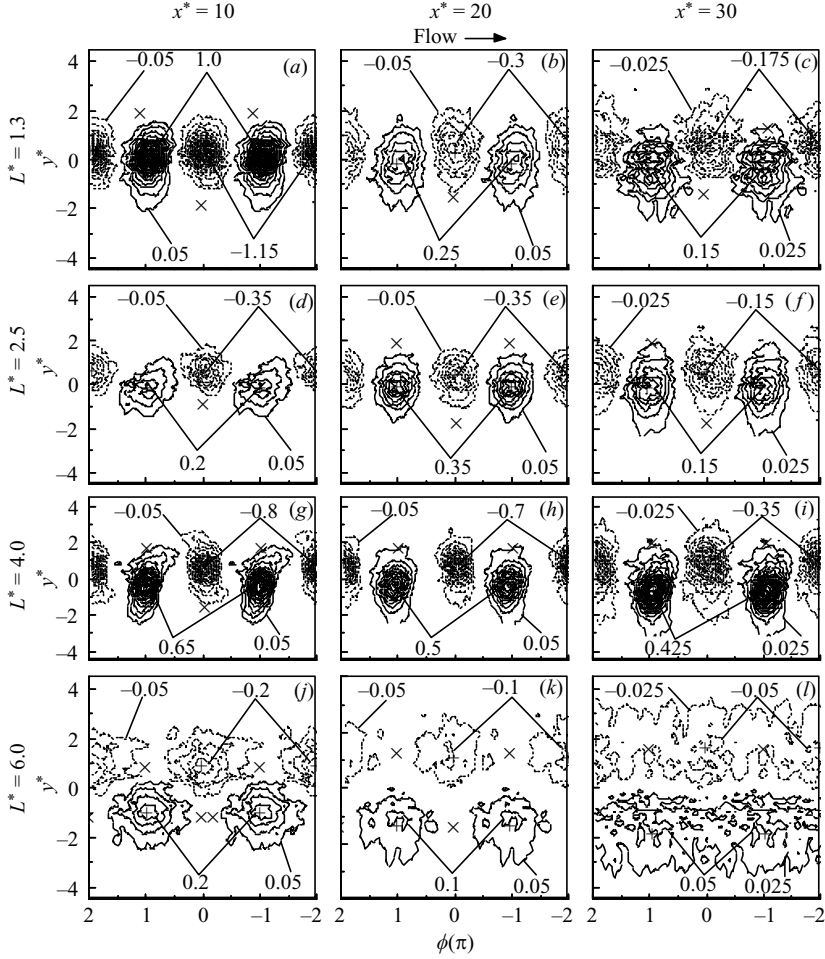 x* = 10 x* = 20 x* = 30
Flow
L* = 1.3
y*
4
2
0
–2
–4
–0.05 1.0 (a)
0.05 –1.15
–0.05 –0.3 (b)
0.25 0.05
–0.025 –0.175 (c)
0.15 0.025
L* = 2.5
y*
4
2
0
–2
–4
–0.05 –0.35 (d)
0.2 0.05
–0.05 –0.35 (e)
0.35 0.05
–0.025 –0.15 (f)
0.15 0.025
L* = 4.0
y*
4
2
0
–2
–4
–0.05 –0.8 (g)
0.65 0.05
–0.05 –0.7 (h)
0.5 0.05
–0.025 –0.35 (i)
0.425 0.025
L* = 6.0
y*
4
2
0
–2
–4
–0.05 –0.2 (j)
0.2 0.05
–0.05 –0.1 (k)
0.1 0.05
–0.025 –0.05 (l)
0.05 0.025
2 1 0 –1 –2 1 0 –1 –2 1 0 –1 –2
ϕ(π)